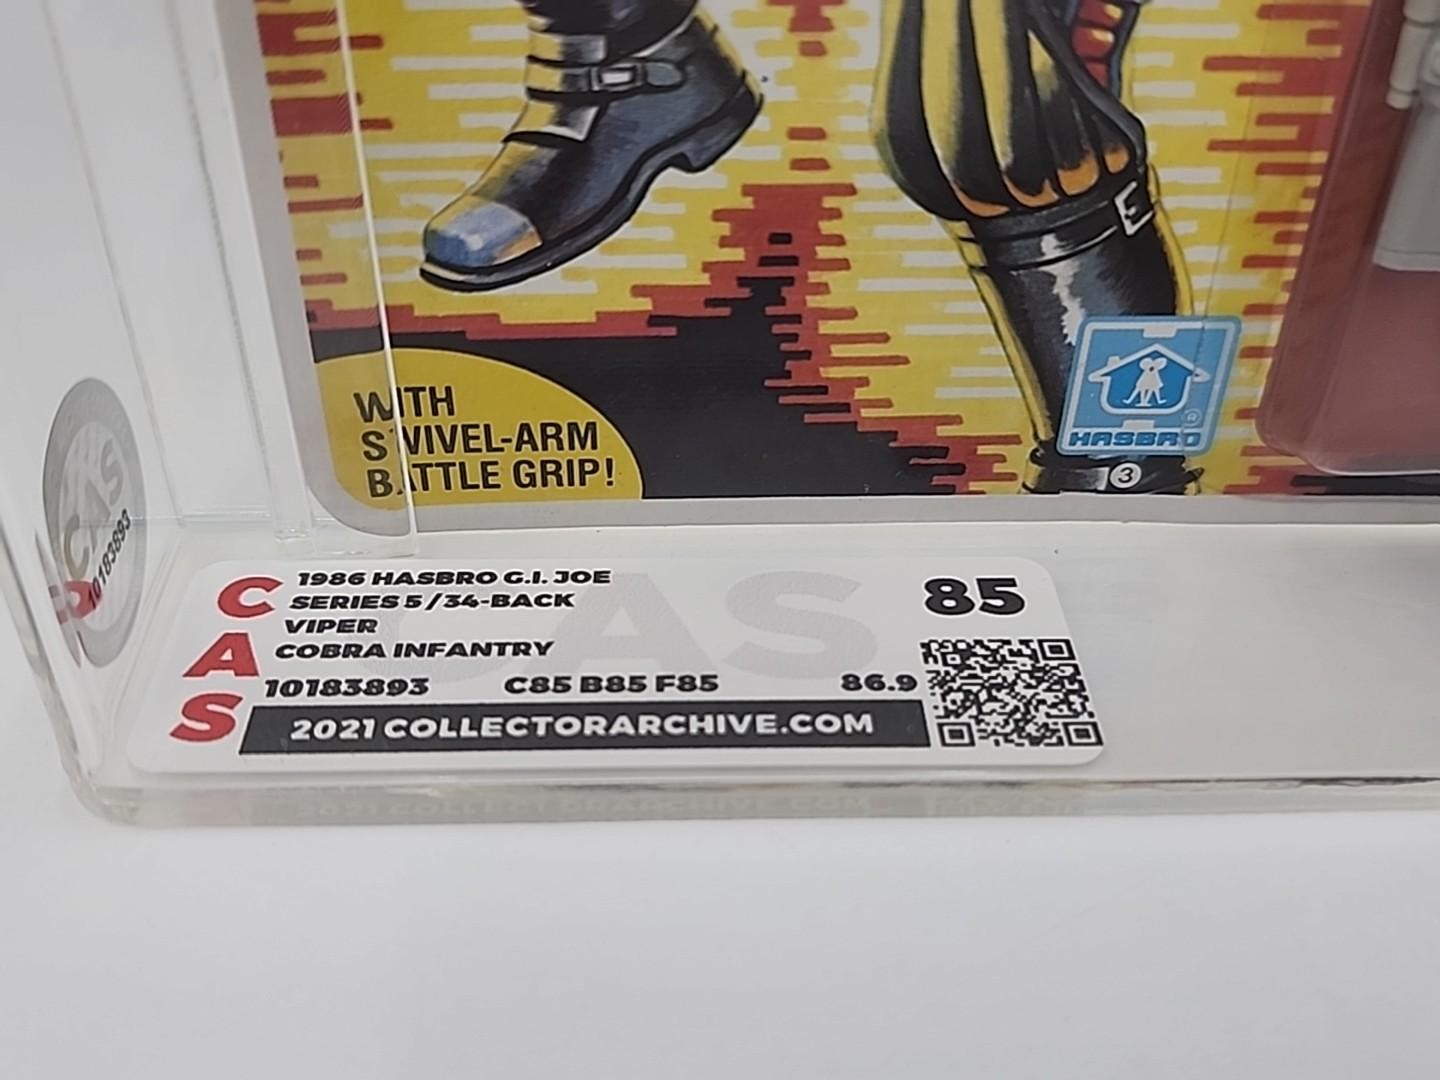 WITH
SWIVEL-ARM
BATTLE GRIP!
HASBRO
®
3
CAS
10183893
CAS
1986 HASBRO G.I. JOE
SERIES 5 / 34-BACK
VIPER
COBRA INFANTRY
85
10183893 C85 B85 F85 86.9
2021 COLLECTORARCHIVE.COM